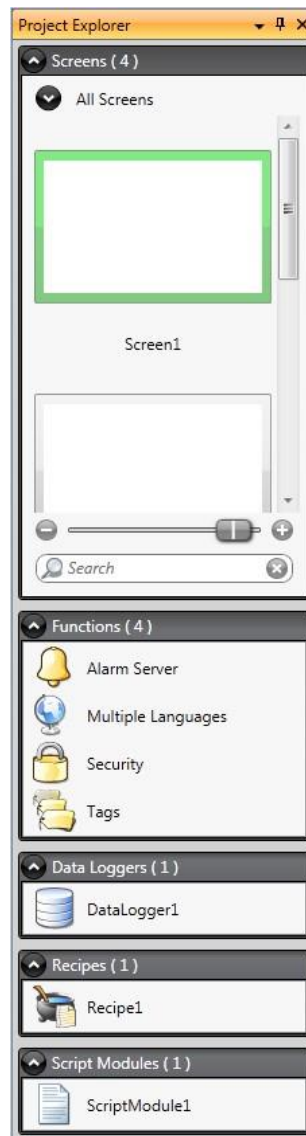 Project Explorer
Screens ( 4 )
All Screens
Screen1
Search
Functions ( 4 )
Alarm Server
Multiple Languages
Security
Tags
Data Loggers ( 1 )
DataLogger1
Recipes ( 1 )
Recipe1
Script Modules ( 1 )
ScriptModule1